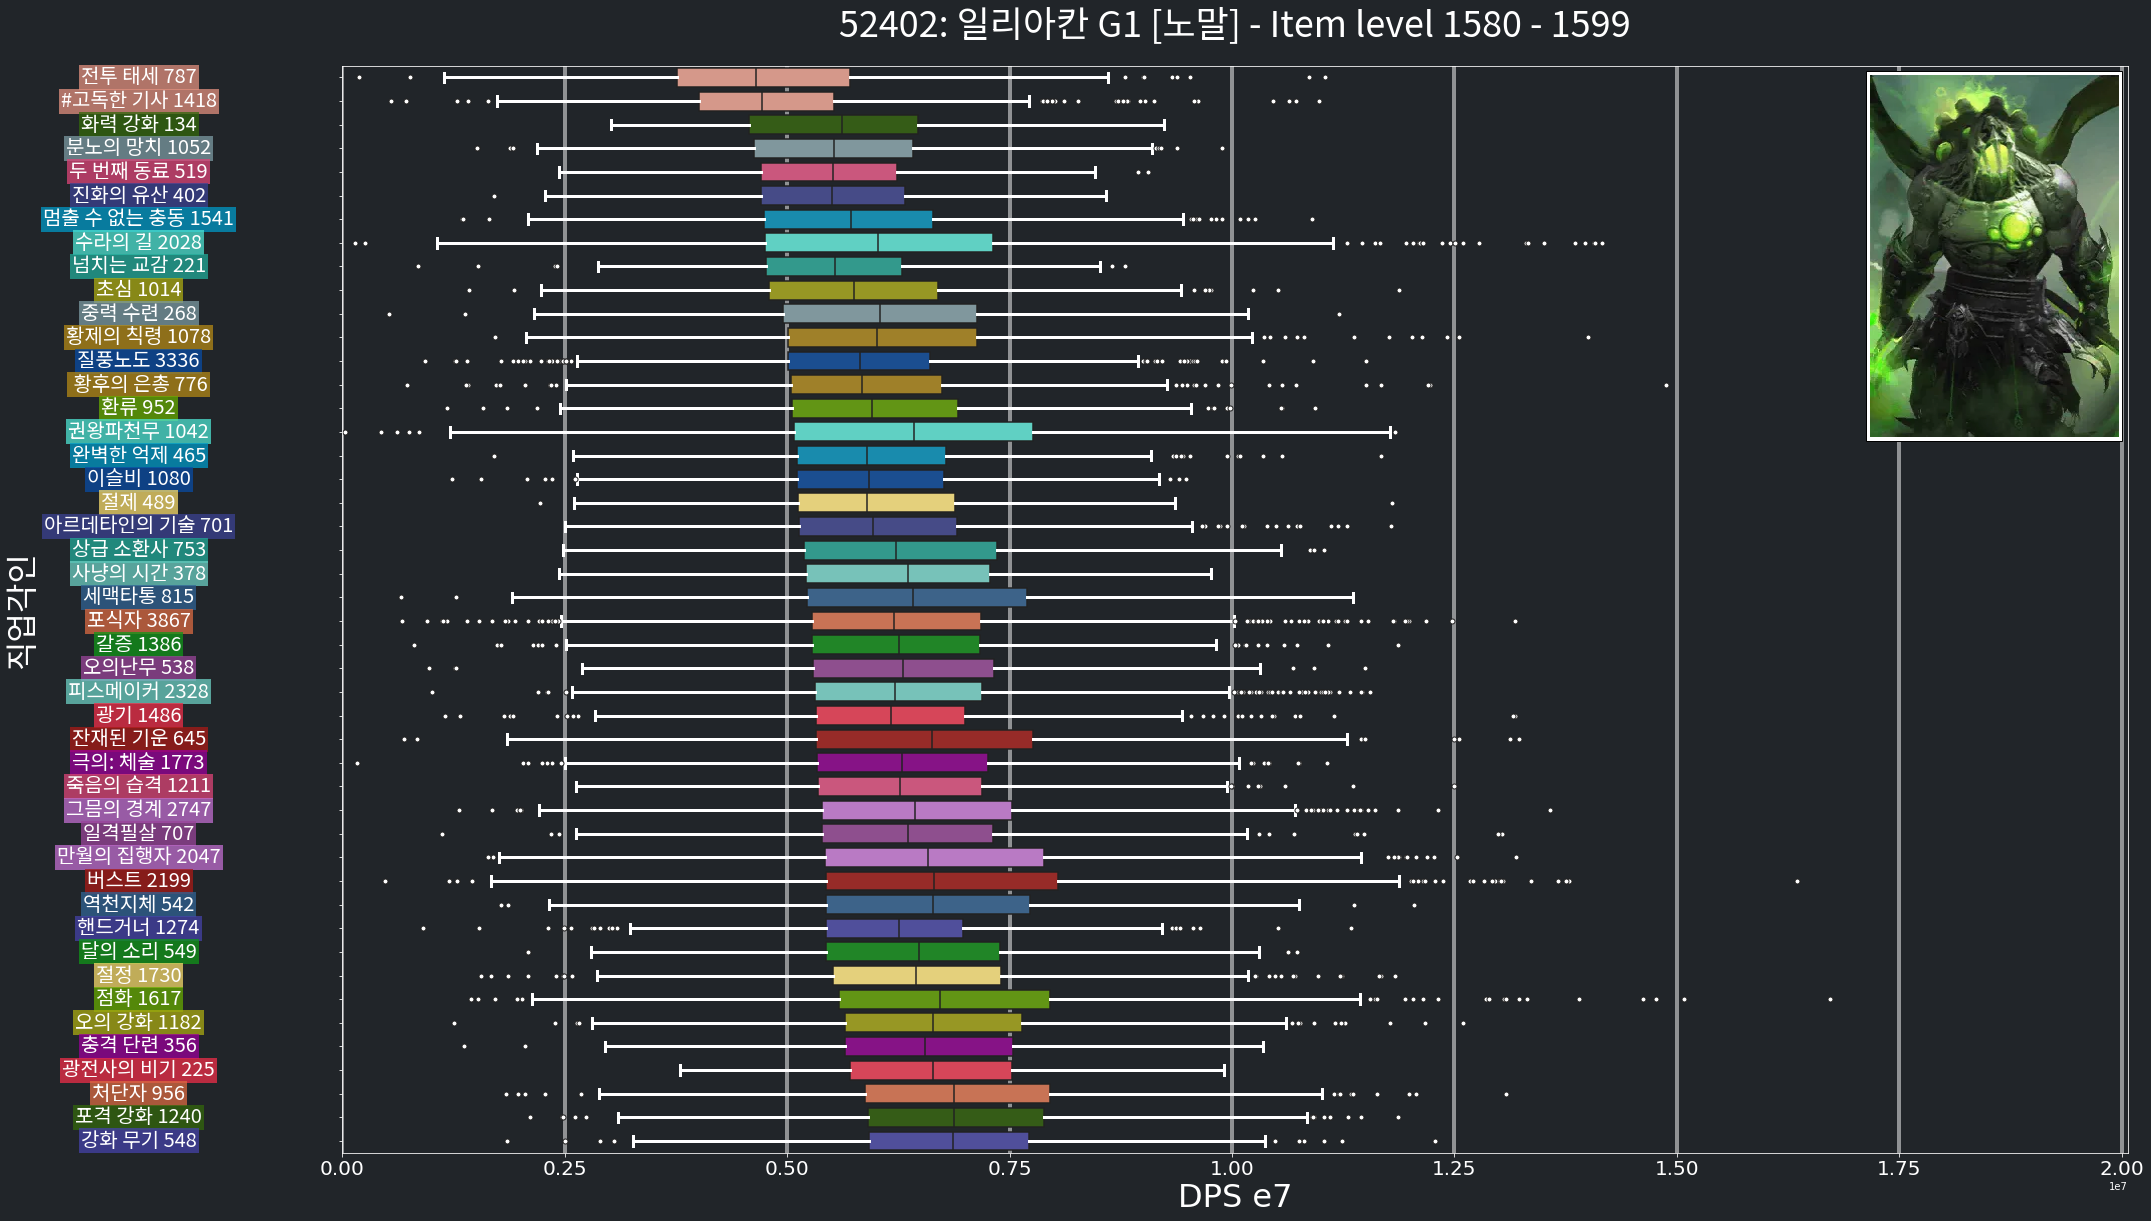 52402: 일리아칸 G1 [노말] - Item level 1580 - 1599
전투 태세 787
#고독한 기사 1418
화력 강화 134
분노의 망치 1052
두 번째 동료 519
진화의 유산 402
멈출 수 없는 충동 1541
수라의 길 2028
넘치는 교감 221
초심 1014
중력 수련 268
황제의 칙령 1078
질풍노도 3336
황후의 은총 776
환류 952
권왕파천무 1042
완벽한 억제 465
이슬비 1080
절제 489
아르데타인의 기술 701
상급 소환사 753
사냥의 시간 378
세맥타통 815
포식자 3867
갈증 1386
오의난무 538
피스메이커 2328
광기 1486
잔재된 기운 645
극의: 체술 1773
죽음의 습격 1211
그믐의 경계 2747
일격필살 707
만월의 집행자 2047
버스트 2199
역천지체 542
핸드거너 1274
달의 소리 549
절정 1730
점화 1617
오의 강화 1182
충격 단련 356
광전사의 비기 225
처단자 956
포격 강화 1240
강화 무기 548
직업각인
0.00 0.25 0.50 0.75 1.00 1.25 1.50 1.75 2.00
1e7
DPS e7